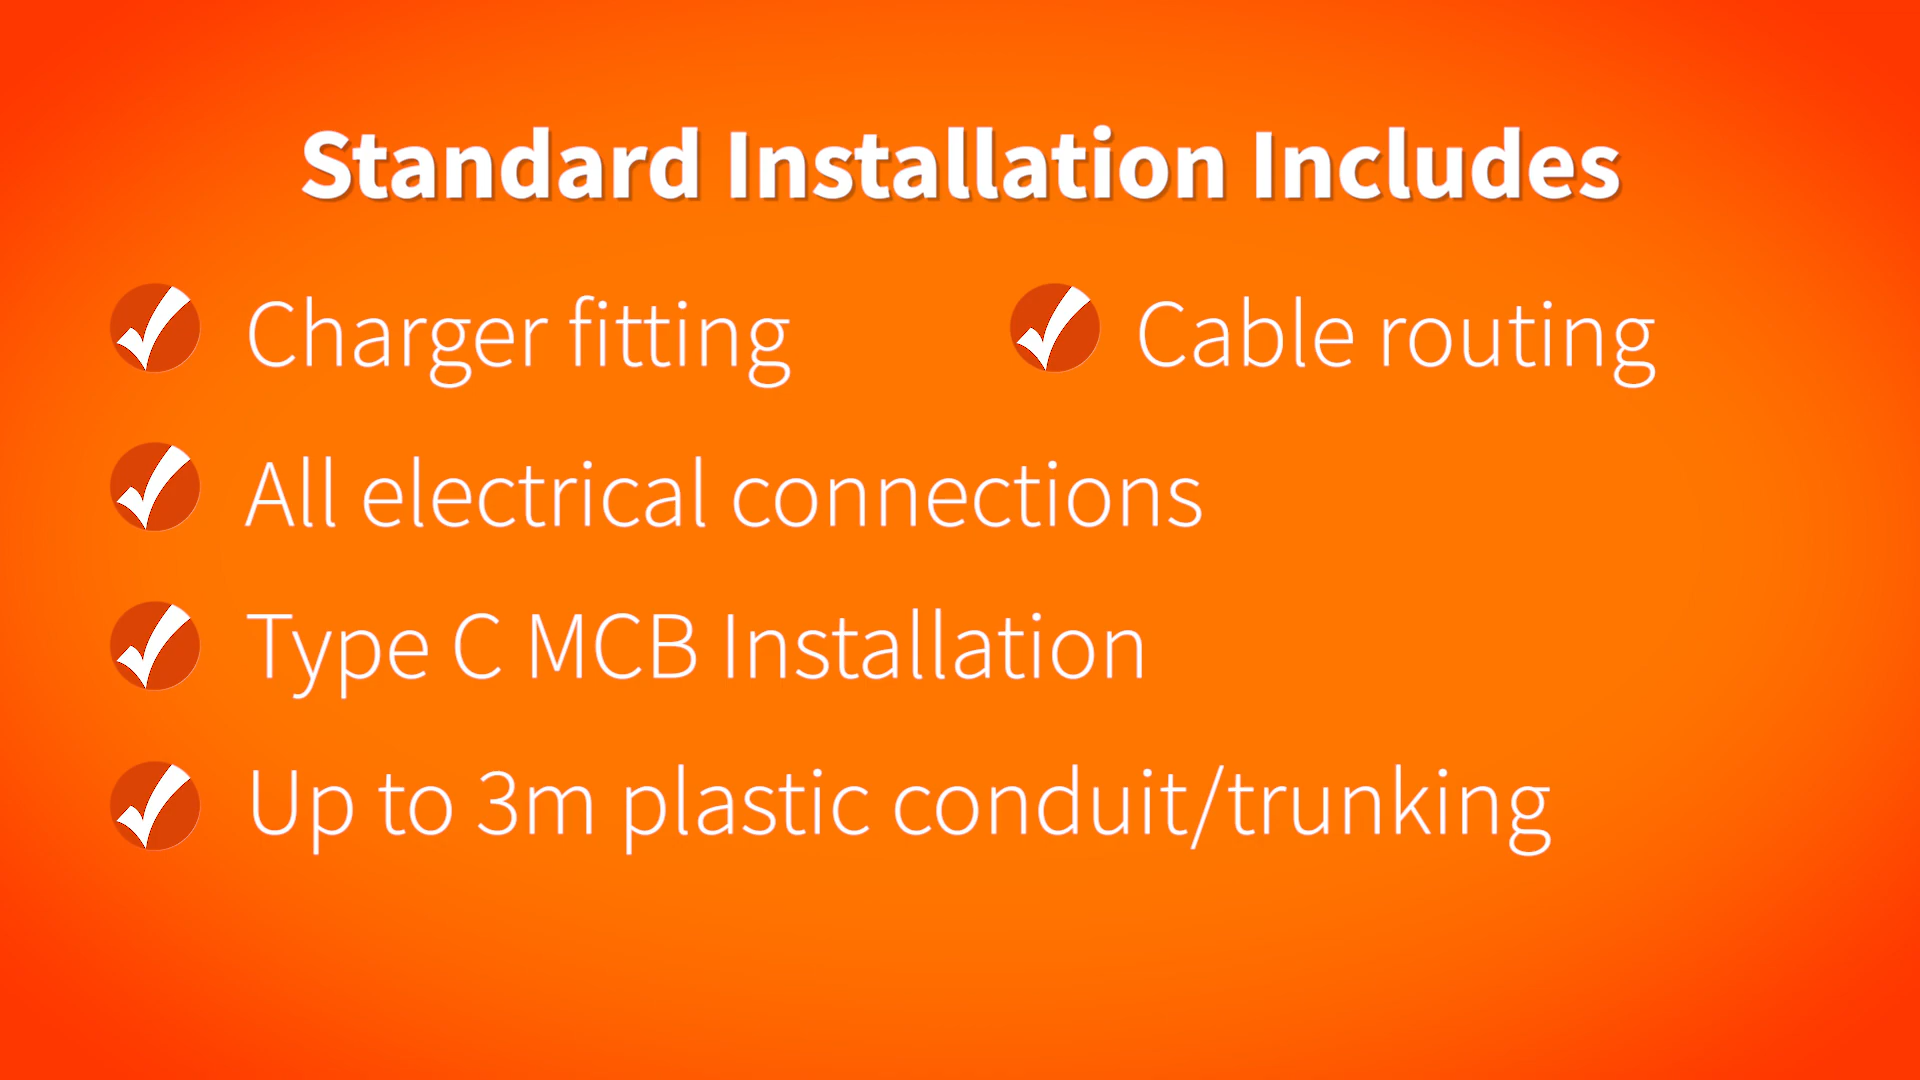 Standard Installation Includes
Charger fitting
Cable routing
All electrical connections
Type C MCB Installation
Up to 3m plastic conduit/trunking